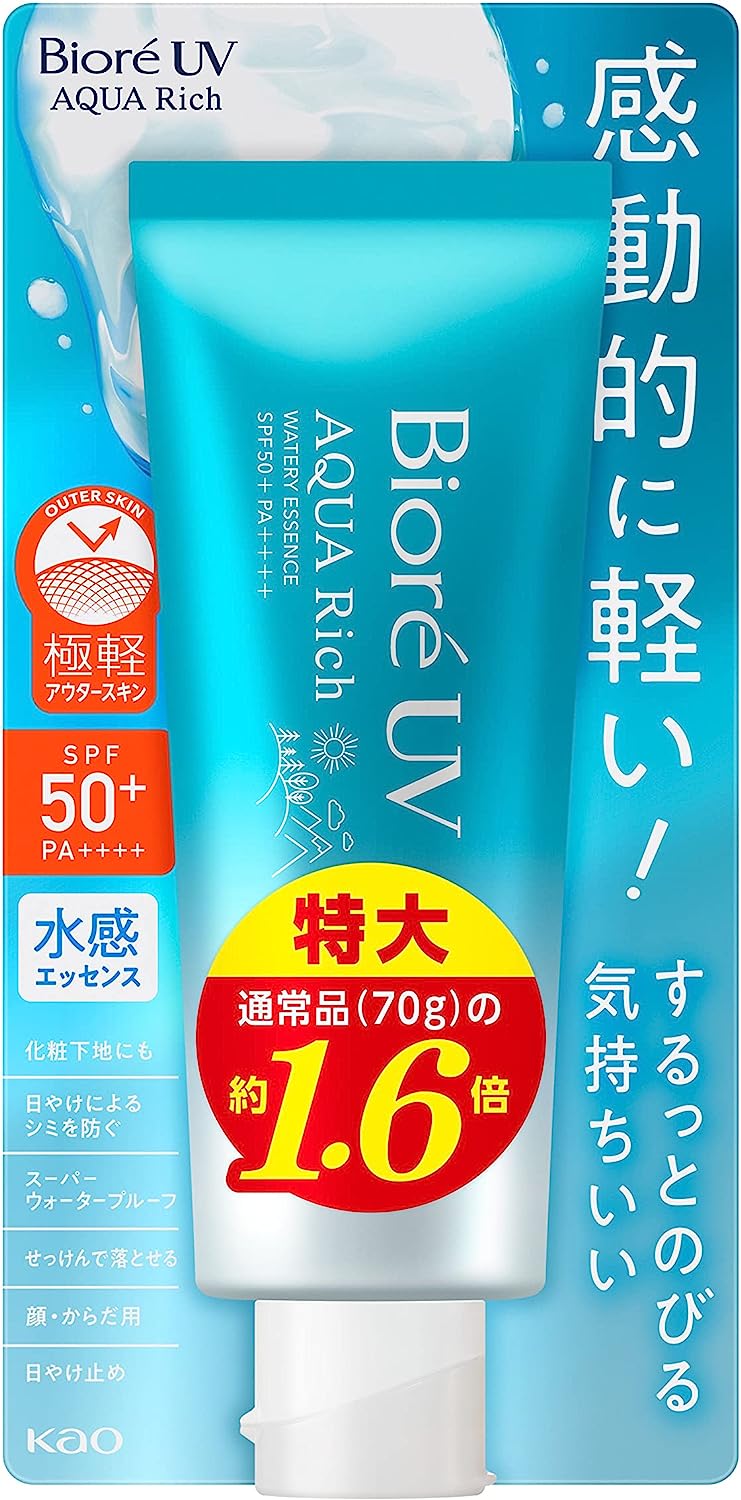 Bioré UV
AQUA Rich
感動的に軽い!
するっとのびる
気持ちいい
Bioré UV
AQUA Rich
WATERY ESSENCE
SPF50+ PA++++
OUTER SKIN
極軽
アウタースキン
SPF
50+
PA++++
水感
エッセンス
特大
通常品(70g)の
約1.6倍
化粧下地にも
日やけによる
シミを防ぐ
スーパー
ウォータープルーフ
せっけんで落とせる
顔・からだ用
日やけ止め
Kao